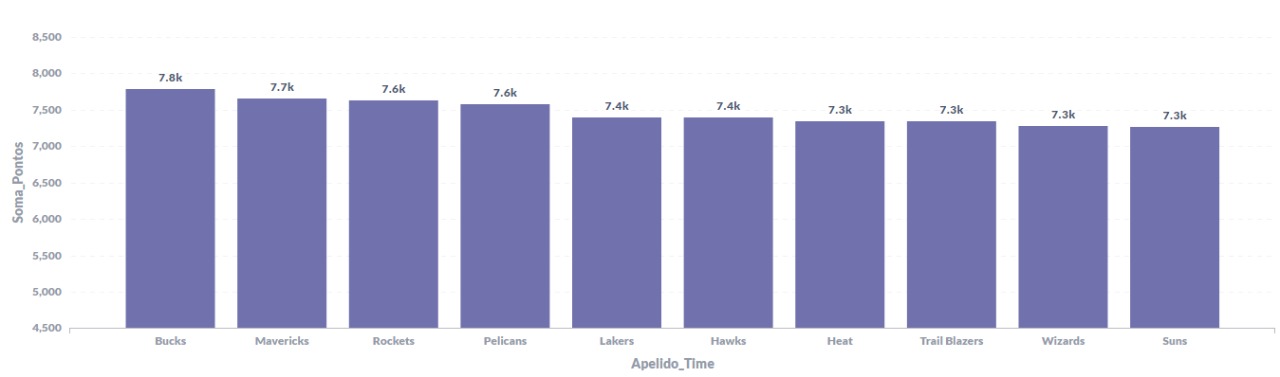 8,500
8,000
7,500
7,000
6,500
6,000
5,500
5,000
4,500
Soma_Pontos
7.8k
7.7k
7.6k
7.6k
7.4k
7.4k
7.3k
7.3k
7.3k
7.3k
Bucks
Mavericks
Rockets
Pelicans
Lakers
Hawks
Heat
Trail Blazers
Wizards
Suns
Apelido_Time